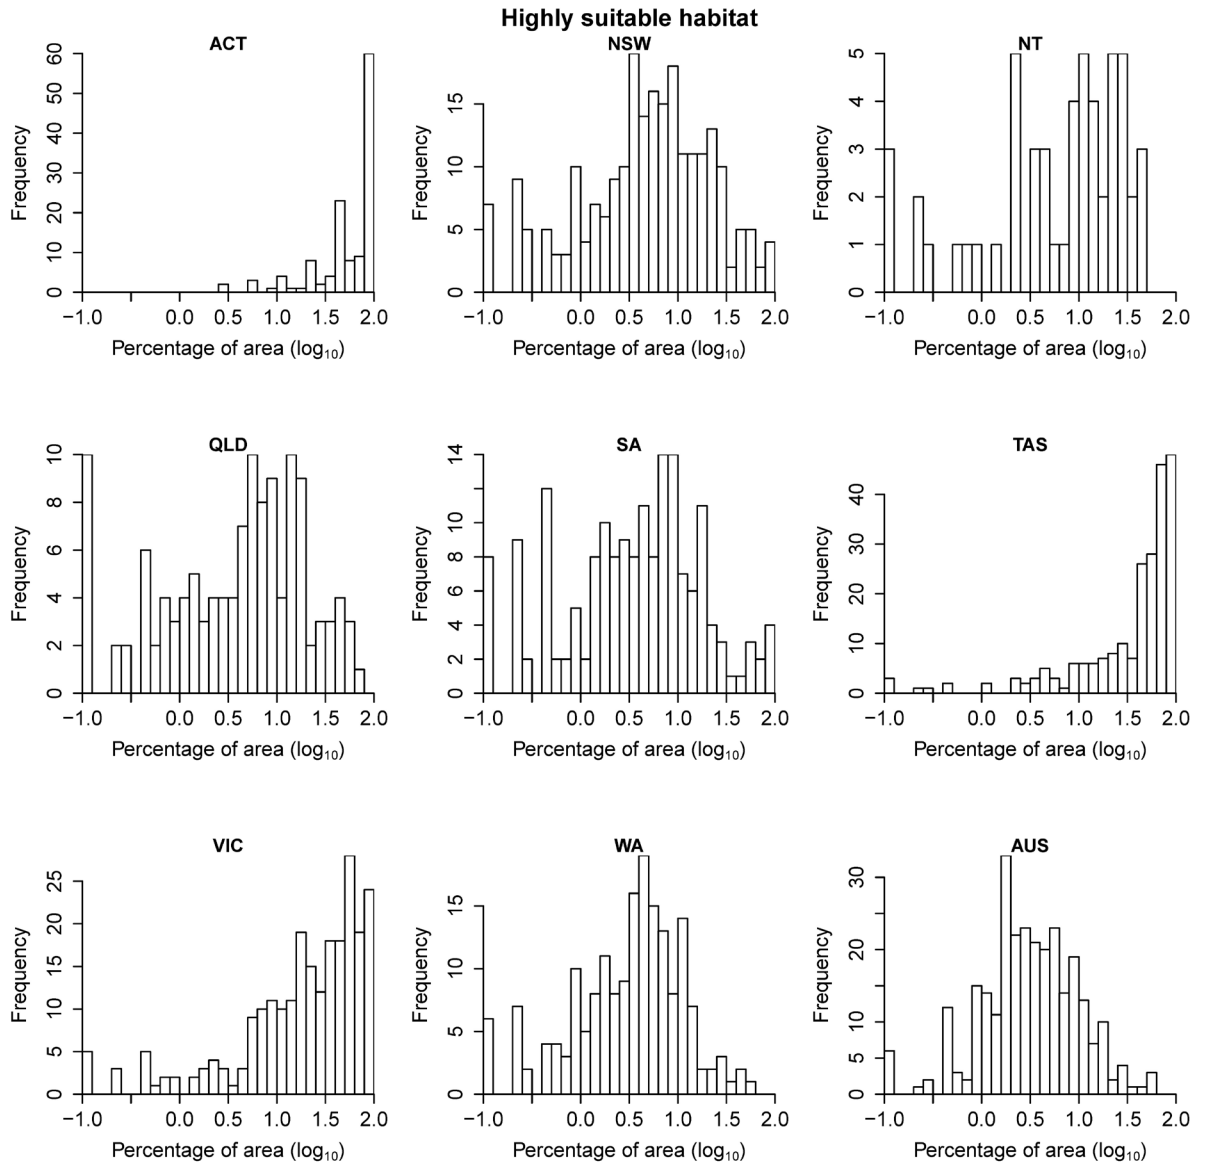 Highly suitable habitat
ACT NSW NT
60 50 40 30 20 10 0
Frequency
−1.0 0.0 0.5 1.0 1.5 2.0
Percentage of area (log10)
15 10 5 0
Frequency
−1.0 0.0 0.5 1.0 1.5 2.0
Percentage of area (log10)
5 4 3 2 1 0
Frequency
−1.0 0.0 0.5 1.0 1.5 2.0
Percentage of area (log10)
QLD SA TAS
10 8 6 4 2 0
Frequency
−1.0 0.0 0.5 1.0 1.5 2.0
Percentage of area (log10)
14 10 8 6 4 2 0
Frequency
−1.0 0.0 0.5 1.0 1.5 2.0
Percentage of area (log10)
40 30 20 10 0
Frequency
−1.0 0.0 0.5 1.0 1.5 2.0
Percentage of area (log10)
VIC WA AUS
25 20 15 10 5 0
Frequency
−1.0 0.0 0.5 1.0 1.5 2.0
Percentage of area (log10)
15 10 5 0
Frequency
−1.0 0.0 0.5 1.0 1.5 2.0
Percentage of area (log10)
30 20 10 5 0
Frequency
−1.0 0.0 0.5 1.0 1.5 2.0
Percentage of area (log10)